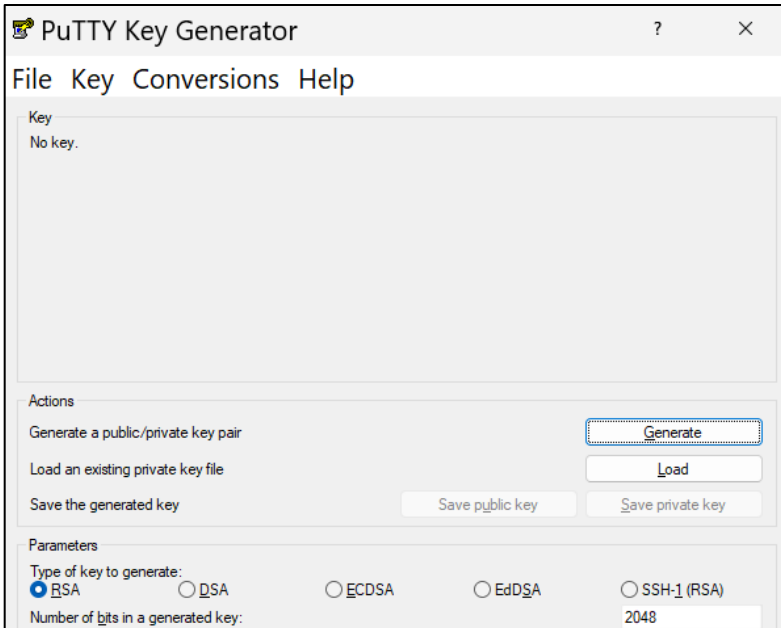 PuTTY Key Generator ? ×
File Key Conversions Help
Key
No key.
Actions
Generate a public/private key pair Generate
Load an existing private key file Load
Save the generated key Save public key Save private key
Parameters
Type of key to generate:
RSA DSA ECDSA EdDSA SSH-1 (RSA)
Number of bits in a generated key: 2048